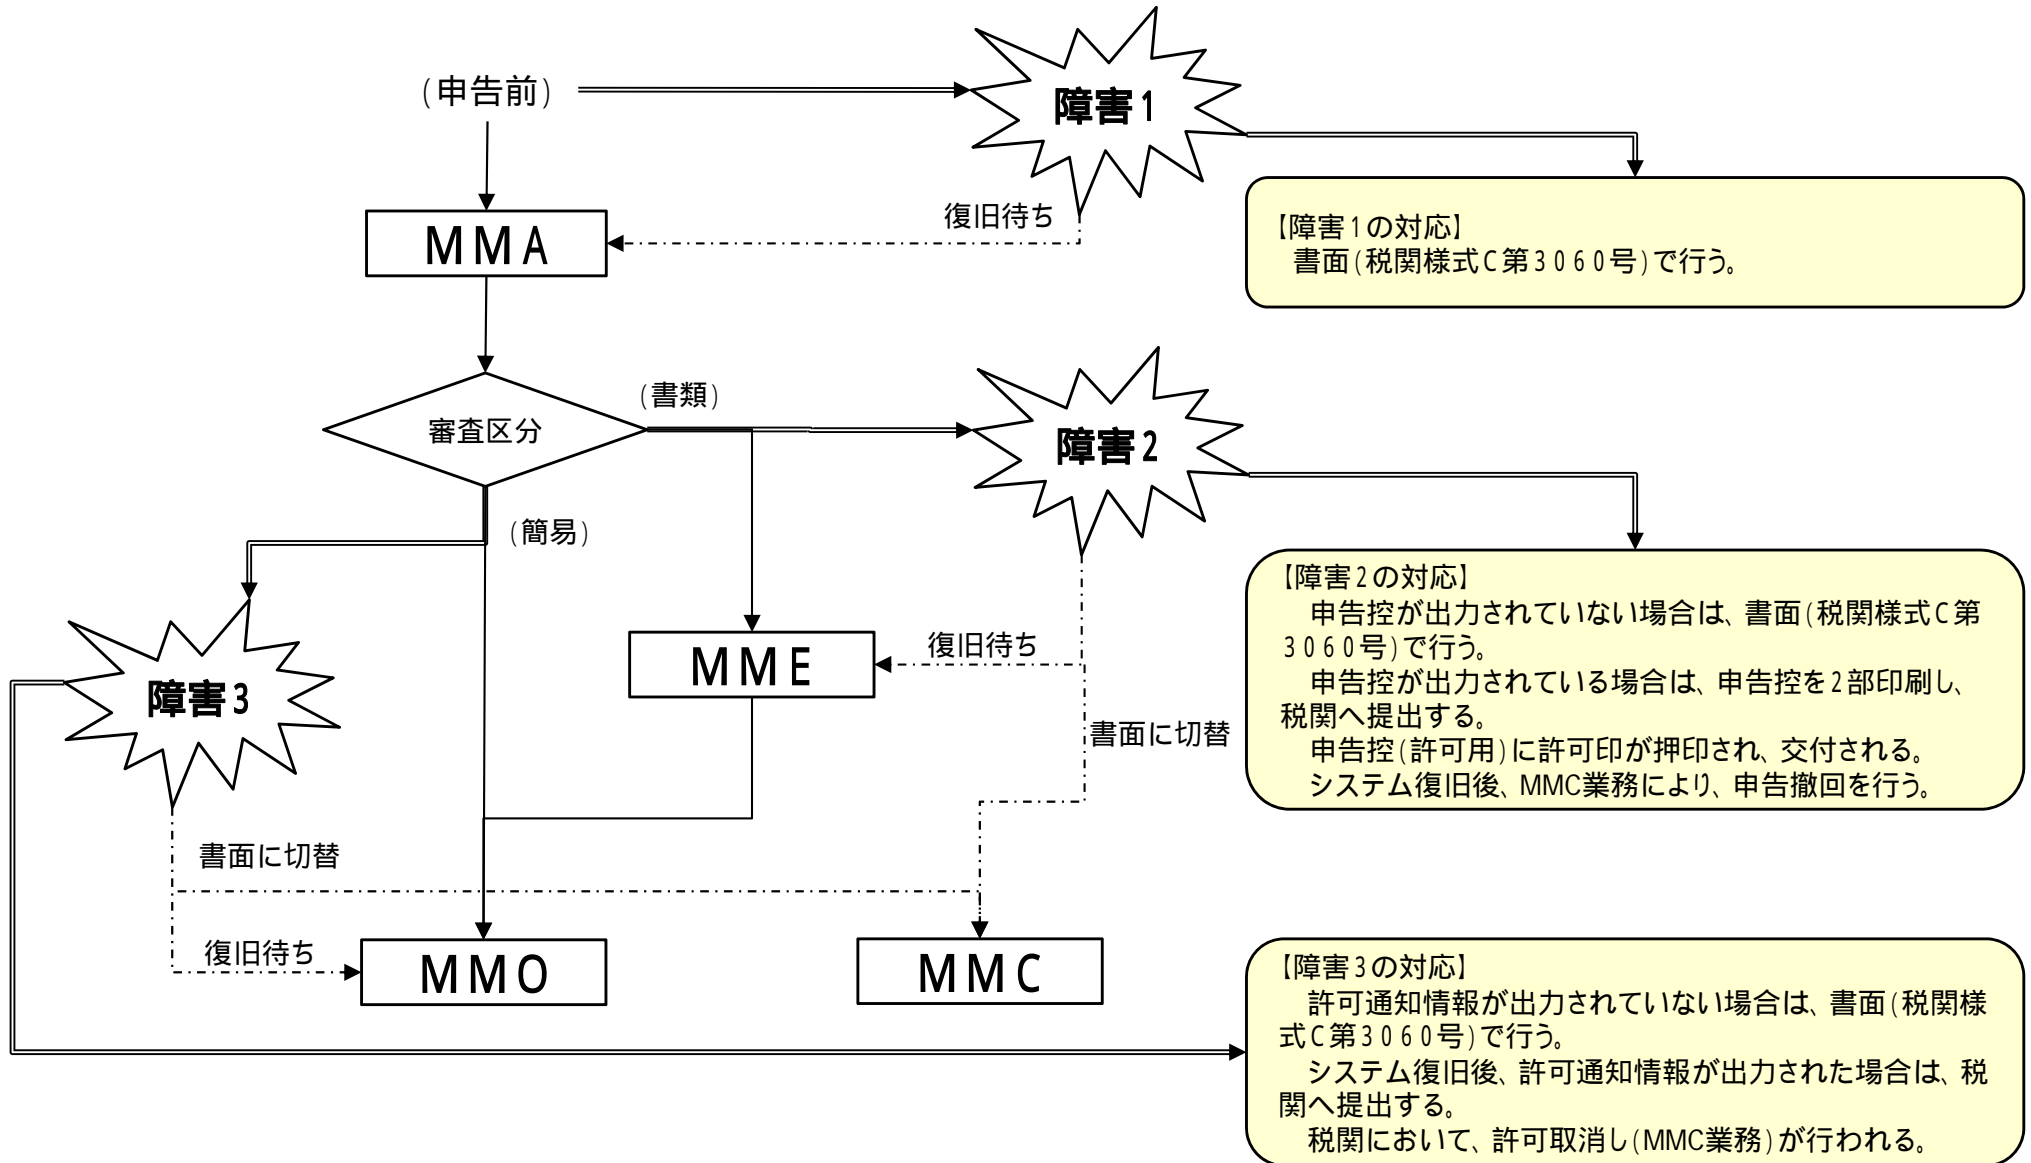 (申告前)
障害1
復旧待ち
MMA
【障害1の対応】
書面(税関様式C第3060号)で行う。
(書類)
審査区分
障害2
(簡易)
【障害2の対応】
申告控が出力されていない場合は、書面(税関様式C第
3060号)で行う。
申告控が出力されている場合は、申告控を2部印刷し、
税関へ提出する。
申告控(許可用)に許可印が押印され、交付される。
システム復旧後、MMC業務により、申告撤回を行う。
復旧待ち
MME
障害3
書面に切替
書面に切替
復旧待ち
MMO
MMC
【障害3の対応】
許可通知情報が出力されていない場合は、書面(税関様
式C第3060号)で行う。
システム復旧後、許可通知情報が出力された場合は、税
関へ提出する。
税関において、許可取消し(MMC業務)が行われる。